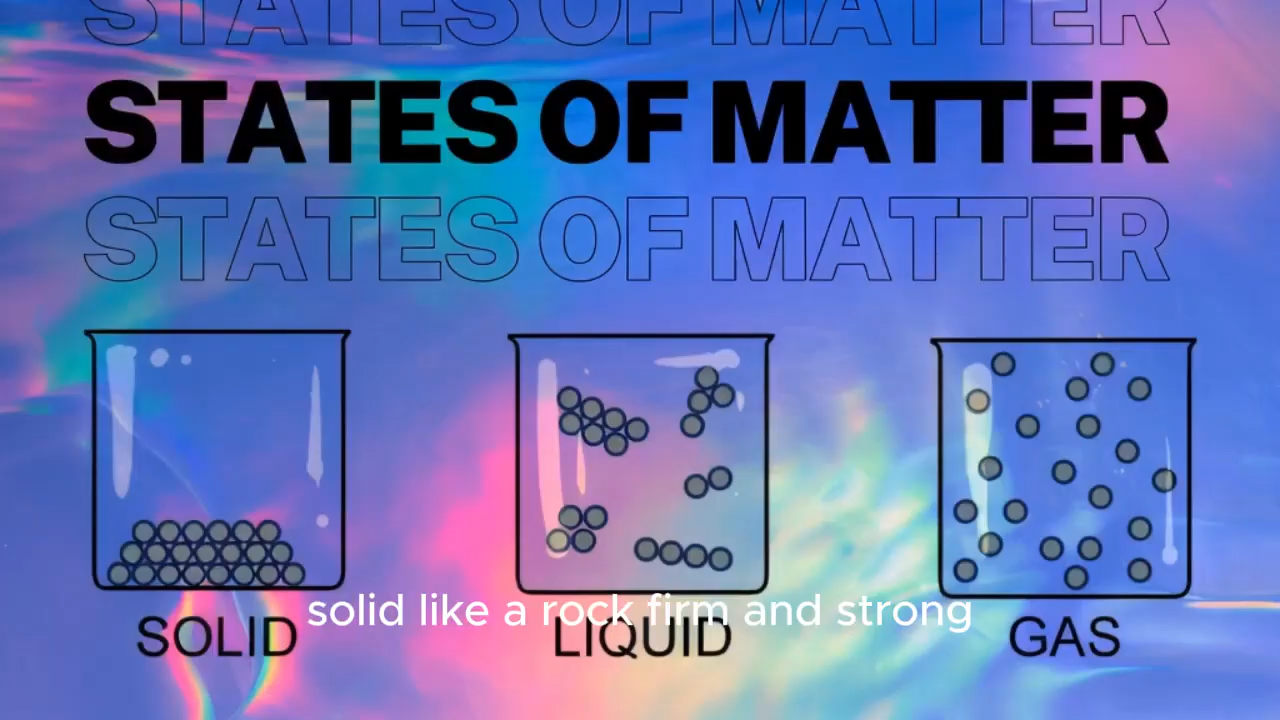 STATES OF MATTER
STATES OF MATTER
STATES OF MATTER
solid like a rock firm and strong
SOLID
LIQUID
GAS